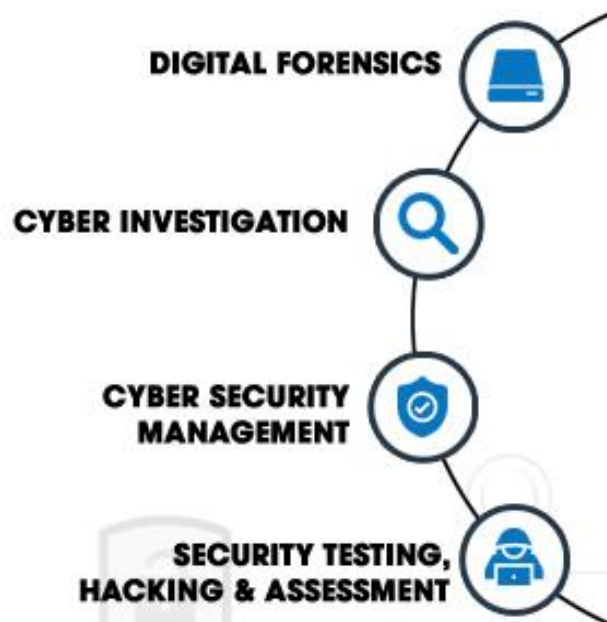 DIGITAL FORENSICS
CYBER INVESTIGATION
CYBER SECURITY
MANAGEMENT
SECURITY TESTING,
HACKING & ASSESSMENT